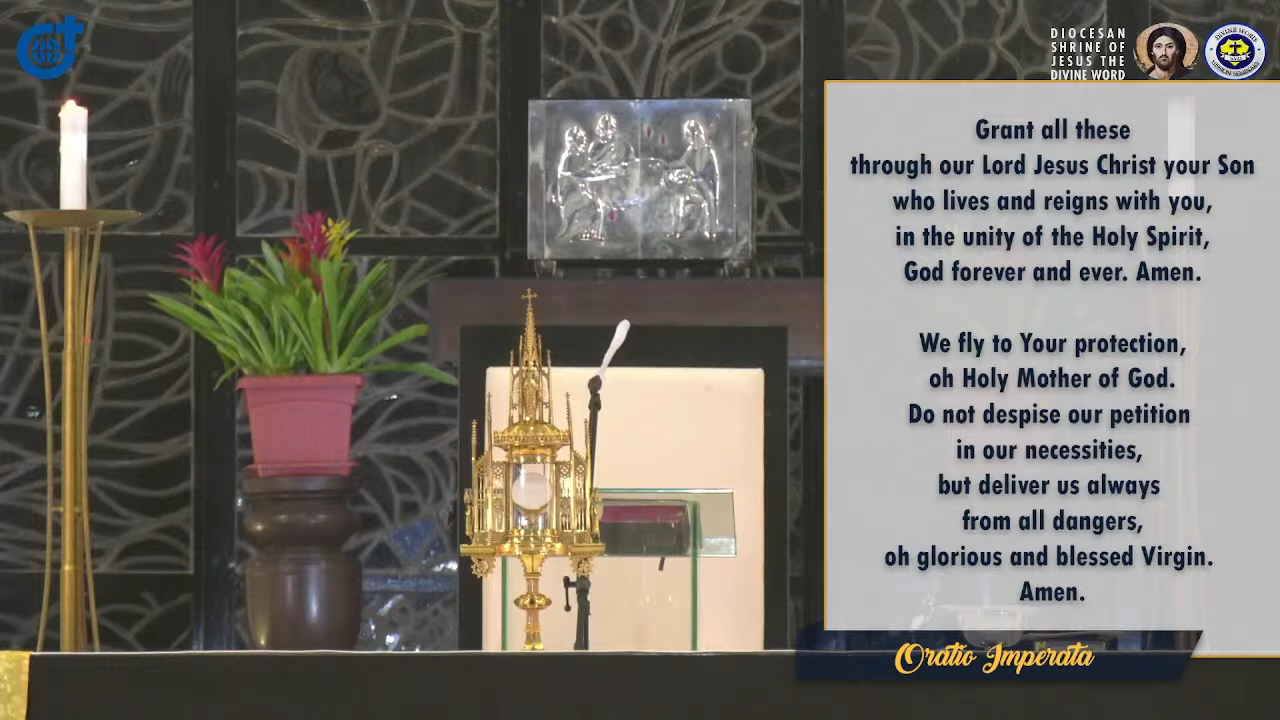 DIOCESAN
SHRINE OF
JESUS THE
DIVINE WORD
DIVINE WORD
Grant all these
through our Lord Jesus Christ your Son
who lives and reigns with you,
in the unity of the Holy Spirit,
God forever and ever. Amen.
We fly to Your protection,
oh Holy Mother of God.
Do not despise our petition
in our necessities,
but deliver us always
from all dangers,
oh glorious and blessed Virgin.
Amen.
Oratio Imperata